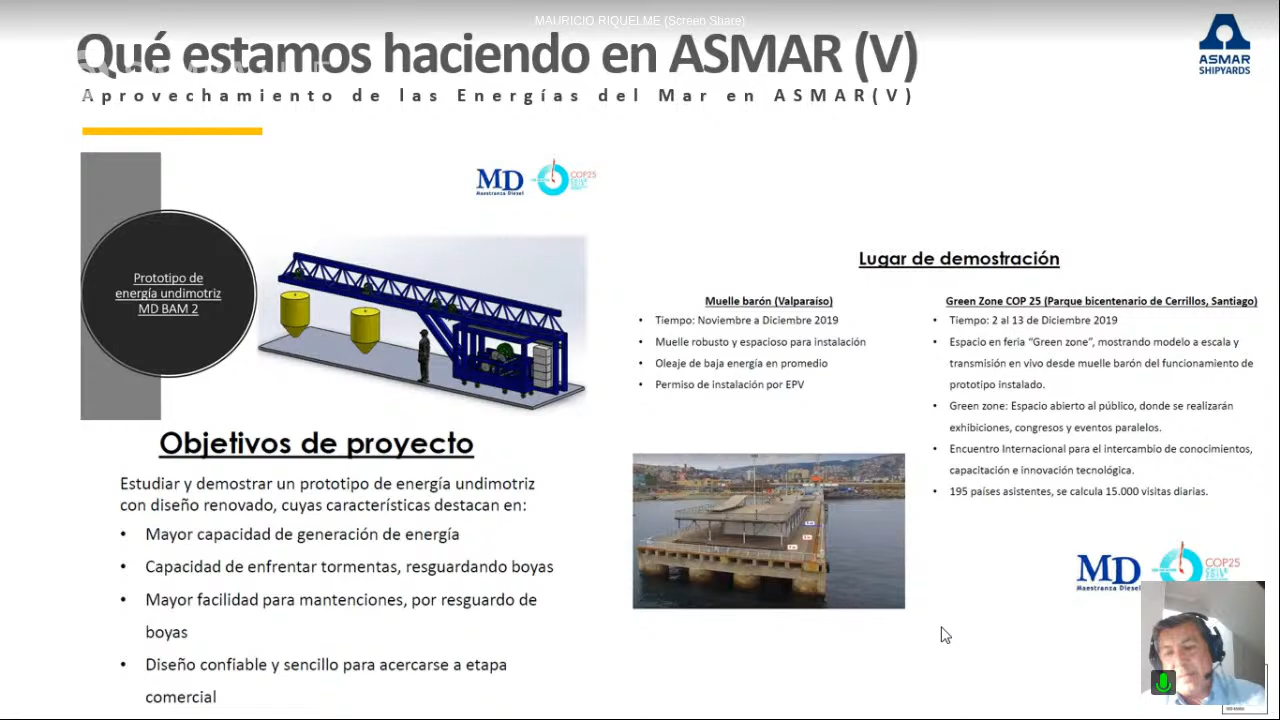 MAURICIO RIQUELME (Screen Share)
Qué estamos haciendo en ASMAR (V)
Aprovechamiento de las Energías del Mar en ASMAR(V)
ASMAR
SHIPYARDS
MD
Maestranza Diesel
COP25
Prototipo de
energía undimotriz
MD BAM 2
Objetivos de proyecto
Estudiar y demostrar un prototipo de energía undimotriz
con diseño renovado, cuyas características destacan en:
• Mayor capacidad de generación de energía
• Capacidad de enfrentar tormentas, resguardando boyas
• Mayor facilidad para mantenciones, por resguardo de
boyas
• Diseño confiable y sencillo para acercarse a etapa
comercial
Lugar de demostración
Muelle barón (Valparaíso)
• Tiempo: Noviembre a Diciembre 2019
• Muelle robusto y espacioso para instalación
• Oleaje de baja energía en promedio
• Permiso de instalación por EPV
Green Zone COP 25 (Parque bicentenario de Cerrillos, Santiago)
• Tiempo: 2 al 13 de Diciembre 2019
• Espacio en feria “Green zone”, mostrando modelo a escala y
transmisión en vivo desde muelle barón del funcionamiento de
prototipo instalado.
• Green zone: Espacio abierto al público, donde se realizarán
exhibiciones, congresos y eventos paralelos.
• Encuentro Internacional para el intercambio de conocimientos,
capacitación e innovación tecnológica.
• 195 países asistentes, se calcula 15.000 visitas diarias.
MD
Maestranza Diesel
COP25
CHILE
2019